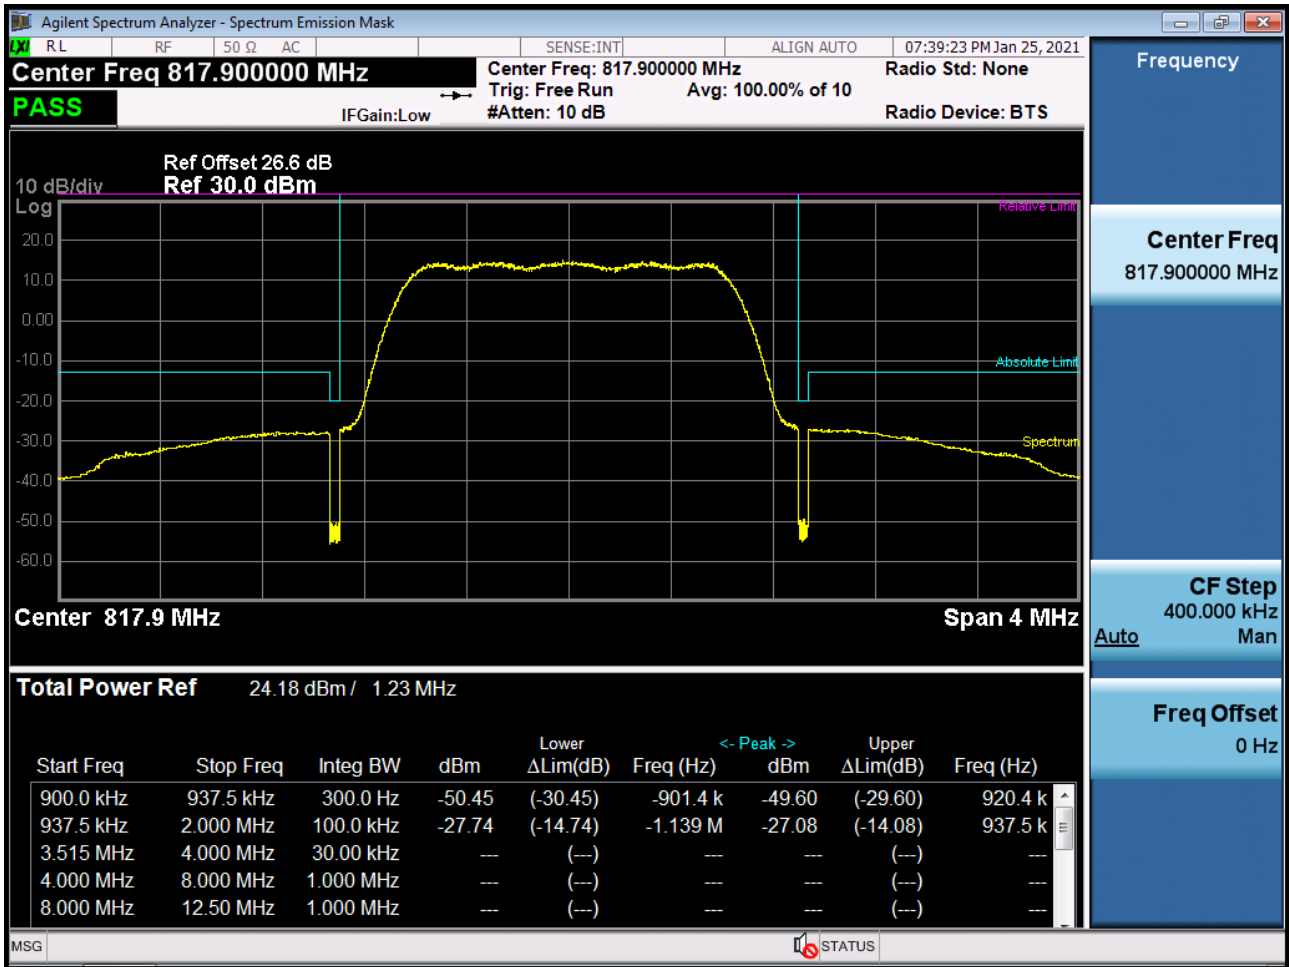 Agilent Spectrum Analyzer - Spectrum Emission Mask
LXI RL RF 50 Ω AC SENSE:INT ALIGN AUTO 07:39:23 PM Jan 25, 2021
Center Freq 817.900000 MHz
Center Freq: 817.900000 MHz Radio Std: None
Trig: Free Run Avg: 100.00% of 10
PASS
IFGain:Low #Atten: 10 dB Radio Device: BTS
Ref Offset 26.6 dB
10 dB/div Ref 30.0 dBm
Log
Relative Limit
20.0
10.0
0.00
-10.0
Absolute Limit
-20.0
-30.0
Spectrum
-40.0
-50.0
-60.0
Center 817.9 MHz Span 4 MHz
Total Power Ref 24.18 dBm / 1.23 MHz
Lower <- Peak -> Upper
Start Freq Stop Freq Integ BW dBm ΔLim(dB) Freq (Hz) dBm ΔLim(dB) Freq (Hz)
900.0 kHz 937.5 kHz 300.0 Hz -50.45 (-30.45) -901.4 k -49.60 (-29.60) 920.4 k
937.5 kHz 2.000 MHz 100.0 kHz -27.74 (-14.74) -1.139 M -27.08 (-14.08) 937.5 k
3.515 MHz 4.000 MHz 30.00 kHz --- (---) --- --- (---) ---
4.000 MHz 8.000 MHz 1.000 MHz --- (---) --- --- (---) ---
8.000 MHz 12.50 MHz 1.000 MHz --- (---) --- --- (---) ---
MSG STATUS
Frequency
Center Freq
817.900000 MHz
CF Step
400.000 kHz
Auto Man
Freq Offset
0 Hz